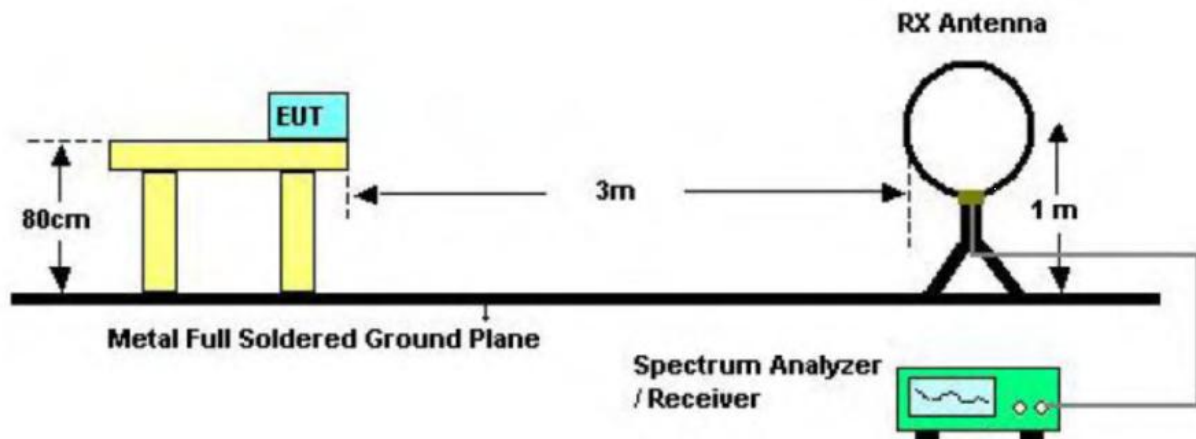 RX Antenna
EUT
80cm
3m
1 m
Metal Full Soldered Ground Plane
Spectrum Analyzer
/ Receiver